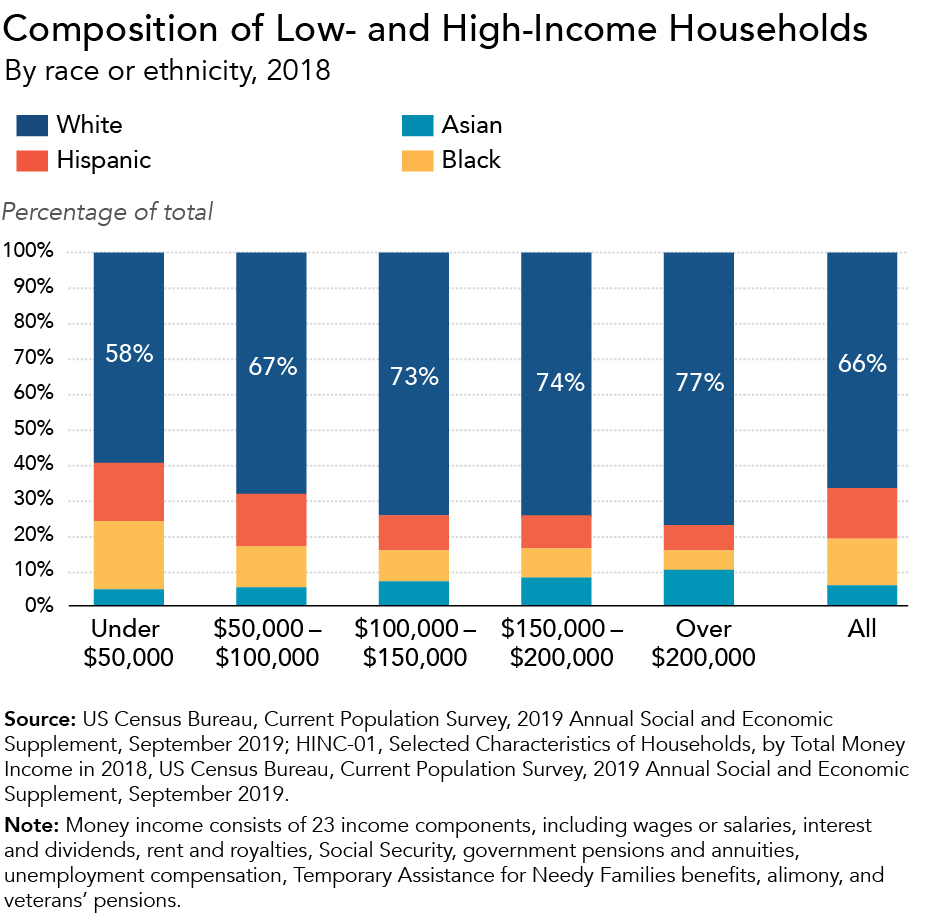 Composition of Low- and High-Income Households
By race or ethnicity, 2018
White
Asian
Hispanic
Black
Percentage of total
100%
90%
80%
70%
60%
50%
40%
30%
20%
10%
0%
58%
67%
73%
74%
77%
66%
Under
$50,000
$50,000 –
$100,000
$100,000 –
$150,000
$150,000 –
$200,000
Over
$200,000
All
Source: US Census Bureau, Current Population Survey, 2019 Annual Social and Economic
Supplement, September 2019; HINC-01, Selected Characteristics of Households, by Total Money
Income in 2018, US Census Bureau, Current Population Survey, 2019 Annual Social and Economic
Supplement, September 2019.
Note: Money income consists of 23 income components, including wages or salaries, interest
and dividends, rent and royalties, Social Security, government pensions and annuities,
unemployment compensation, Temporary Assistance for Needy Families benefits, alimony, and
veterans’ pensions.